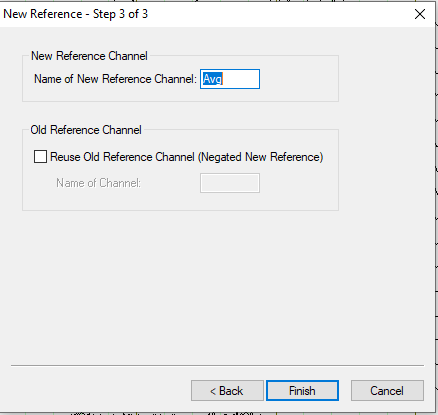 New Reference - Step 3 of 3
New Reference Channel
Name of New Reference Channel: Avg
Old Reference Channel
Reuse Old Reference Channel (Negated New Reference)
Name of Channel:
< Back Finish Cancel